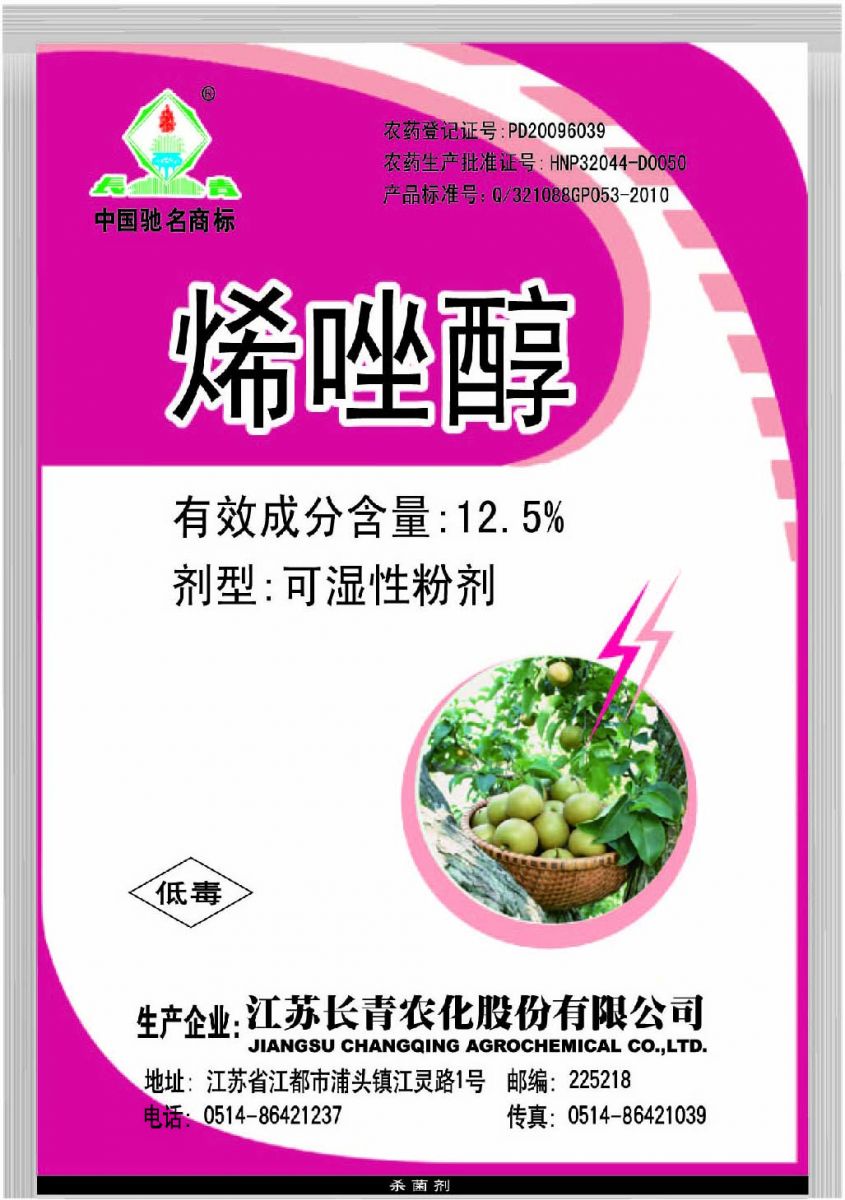 ®
长青
中国驰名商标
农药登记证号:PD20096039
农药生产批准证号:HNP32044-D0050
产品标准号:Q/321088GP053-2010
烯唑醇
有效成分含量:12.5%
剂型:可湿性粉剂
低毒
生产企业:江苏长青农化股份有限公司
JIANGSU CHANGQING AGROCHEMICAL CO.,LTD.
地址: 江苏省江都市浦头镇江灵路1号 邮编: 225218
电话: 0514-86421237 传真: 0514-86421039
杀菌剂